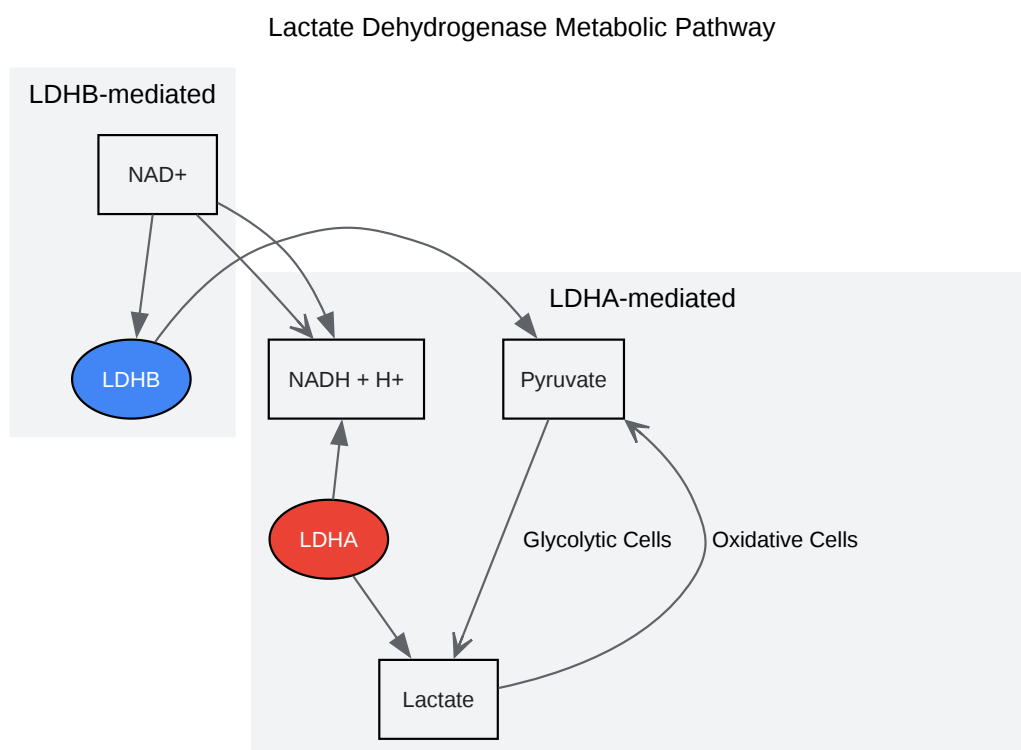 Lactate Dehydrogenase Metabolic Pathway
LDHB-mediated
NAD+
LDHA-mediated
LDHB
NADH + H+
Pyruvate
LDHA
Glycolytic Cells
Oxidative Cells
Lactate